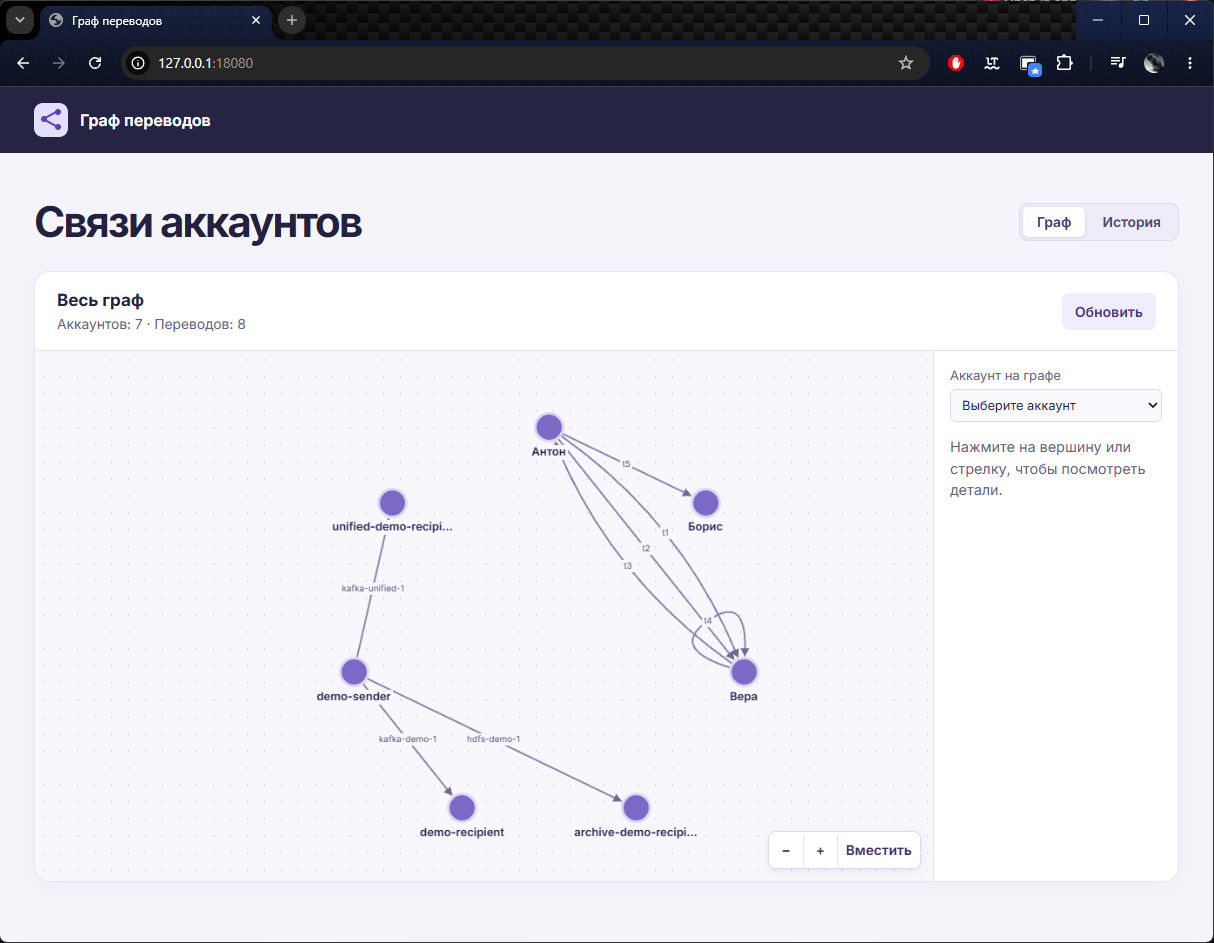 Граф переводов
127.0.0.1:18080
Граф переводов
Связи аккаунтов
Граф
История
Весь граф
Аккаунтов: 7 · Переводов: 8
Обновить
Аккаунт на графе
Выберите аккаунт
Нажмите на вершину или
стрелку, чтобы посмотреть
детали.
Антон
t5
unified-demo-recipi...
Борис
t1
t2
t3
kafka-unified-1
t4
demo-sender
Вера
kafka-demo-1
hdfs-demo-1
demo-recipient
archive-demo-recipi...
− + Вместить